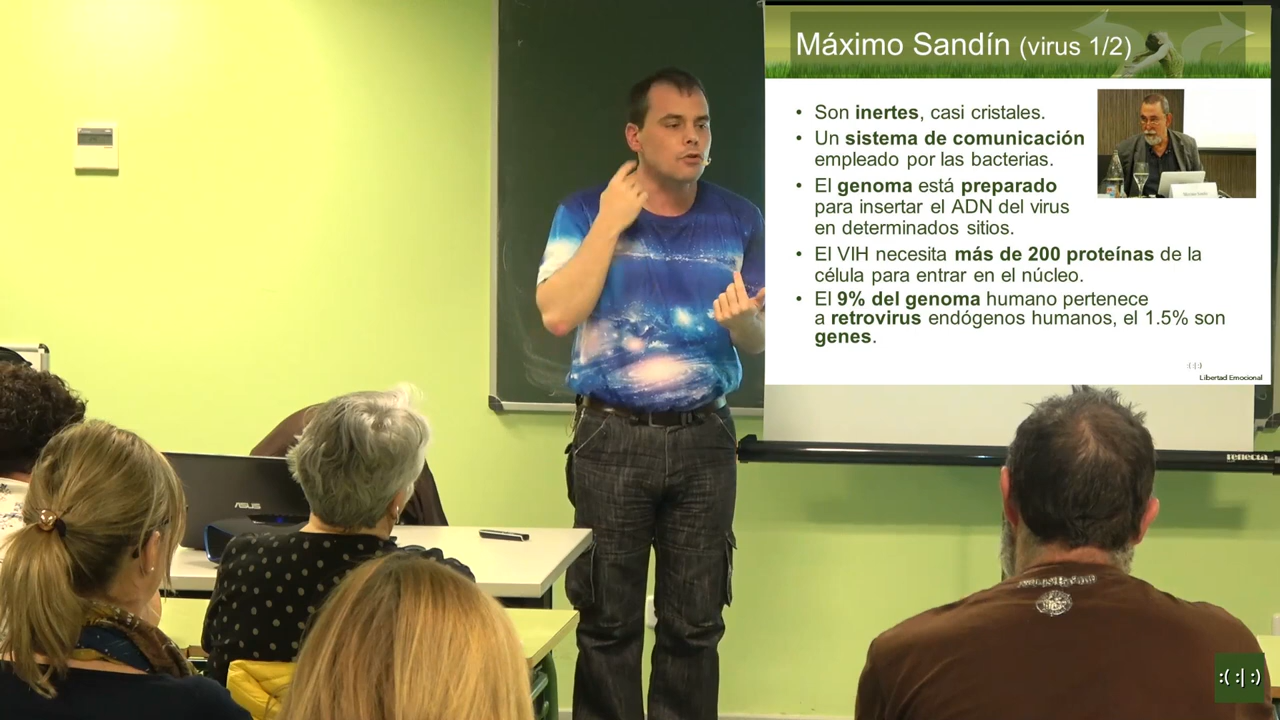 Máximo Sandín (virus 1/2)
• Son inertes, casi cristales.
• Un sistema de comunicación
empleado por las bacterias.
• El genoma está preparado
para insertar el ADN del virus
en determinados sitios.
• El VIH necesita más de 200 proteínas de la
célula para entrar en el núcleo.
• El 9% del genoma humano pertenece
a retrovirus endógenos humanos, el 1.5% son
genes.
:(:|:)
Libertad Emocional
ASUS
:( :| :)